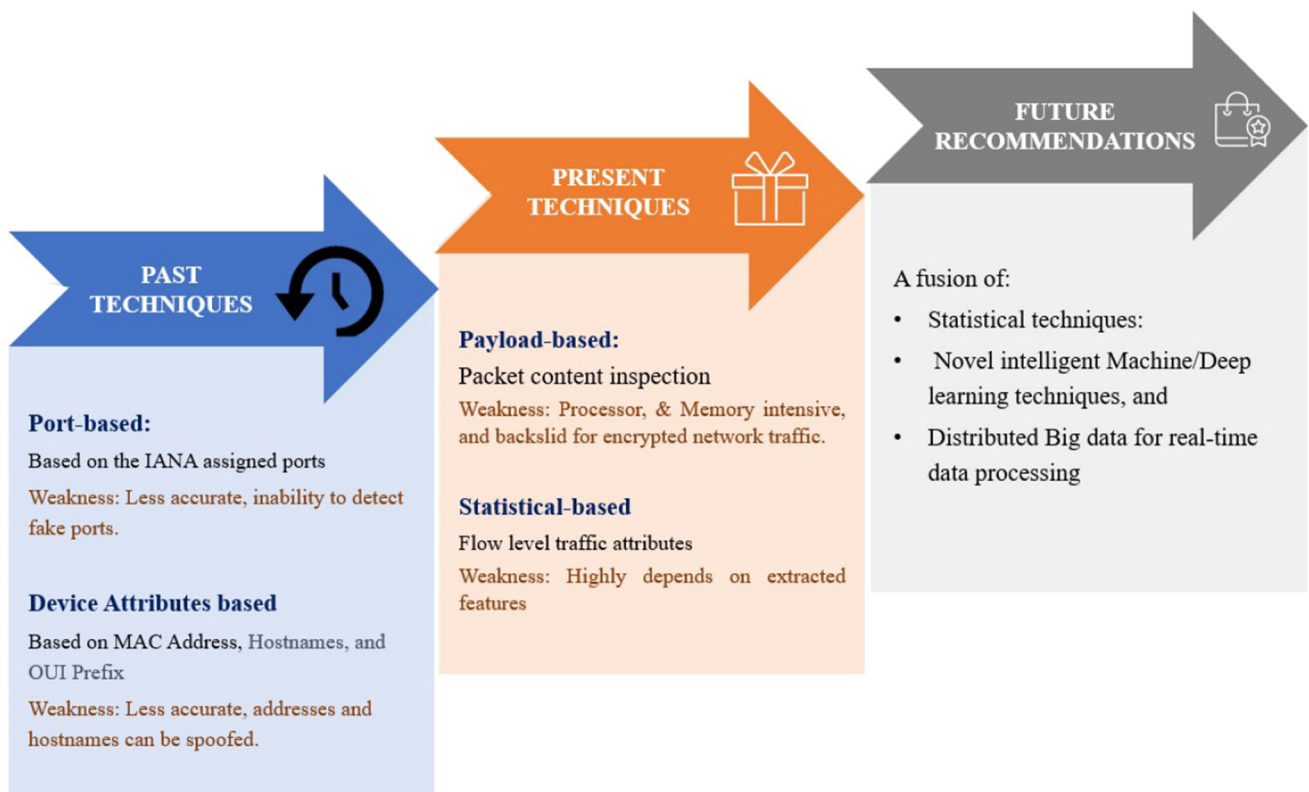 PAST
TECHNIQUES
Port-based:
Based on the IANA assigned ports
Weakness: Less accurate, inability to detect
fake ports.
Device Attributes based
Based on MAC Address, Hostnames, and
OUI Prefix
Weakness: Less accurate, addresses and
hostnames can be spoofed.
PRESENT
TECHNIQUES
Payload-based:
Packet content inspection
Weakness: Processor, & Memory intensive,
and backslid for encrypted network traffic.
Statistical-based
Flow level traffic attributes
Weakness: Highly depends on extracted
features
FUTURE
RECOMMENDATIONS
A fusion of:
• Statistical techniques:
• Novel intelligent Machine/Deep
learning techniques, and
• Distributed Big data for real-time
data processing